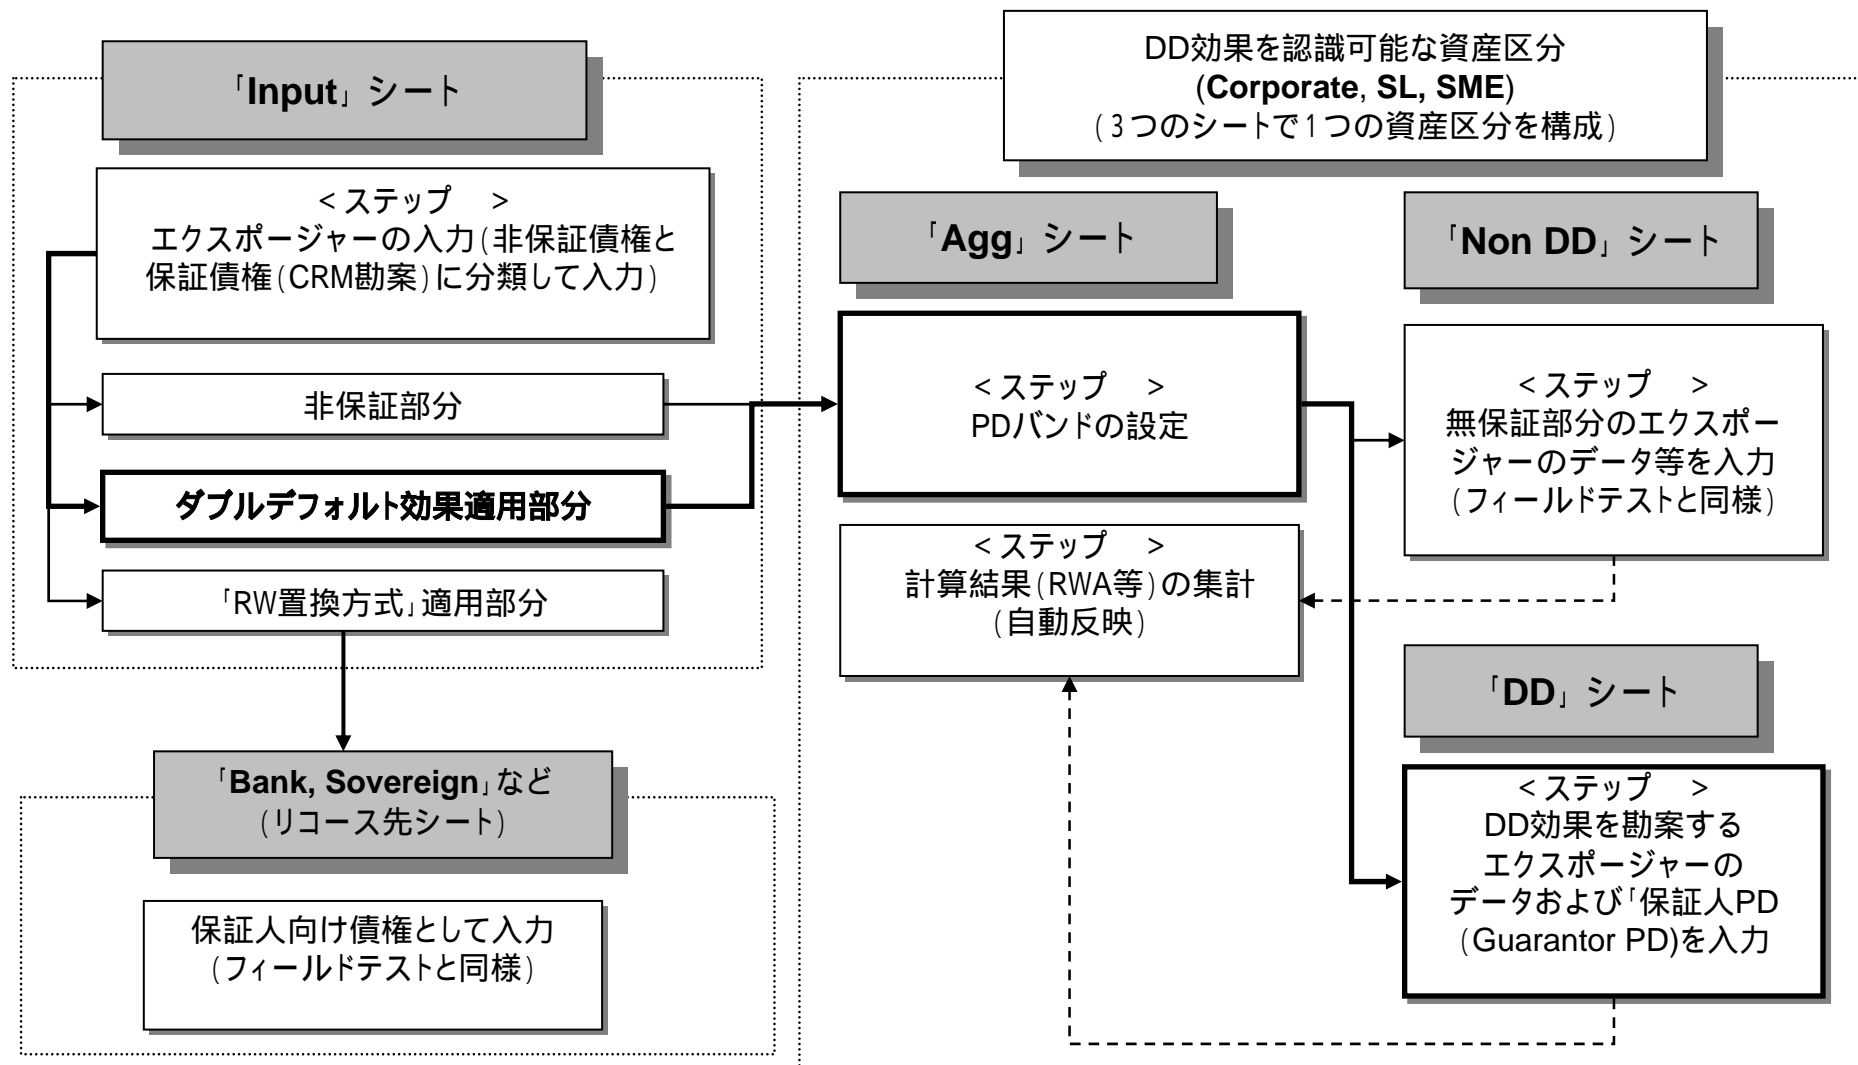 「Input」シート
<ステップ　>
エクスポージャーの入力(非保証債権と
保証債権(CRM勘案)に分類して入力)
非保証部分
ダブルデフォルト効果適用部分
「RW置換方式」適用部分
「Bank, Sovereign」など
(リコース先シート)
保証人向け債権として入力
(フィールドテストと同様)
DD効果を認識可能な資産区分
(Corporate, SL, SME)
(3つのシートで1つの資産区分を構成)
「Agg」シート
<ステップ　>
PDバンドの設定
<ステップ　>
計算結果(RWA等)の集計
(自動反映)
「Non DD」シート
<ステップ　>
無保証部分のエクスポー
ジャーのデータ等を入力
(フィールドテストと同様)
「DD」シート
<ステップ　>
DD効果を勘案する
エクスポージャーの
データおよび「保証人PD
(Guarantor PD)を入力